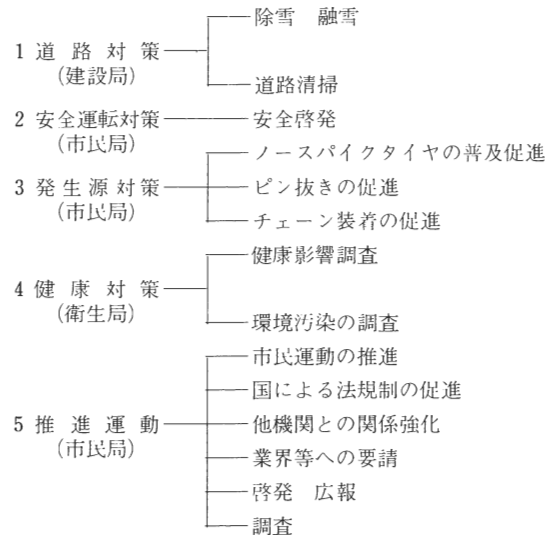 除雪 融雪
1 道路対策
(建設局)
道路清掃
2 安全運転対策
安全啓発
(市民局)
ノースパイクタイヤの普及促進
3 発生源対策
ピン抜きの促進
(市民局)
チェーン装着の促進
健康影響調査
4 健康対策
(衛生局)
環境汚染の調査
市民運動の推進
国による法規制の促進
5 推進運動
他機関との関係強化
(市民局)
業界等への要請
啓発 広報
調査